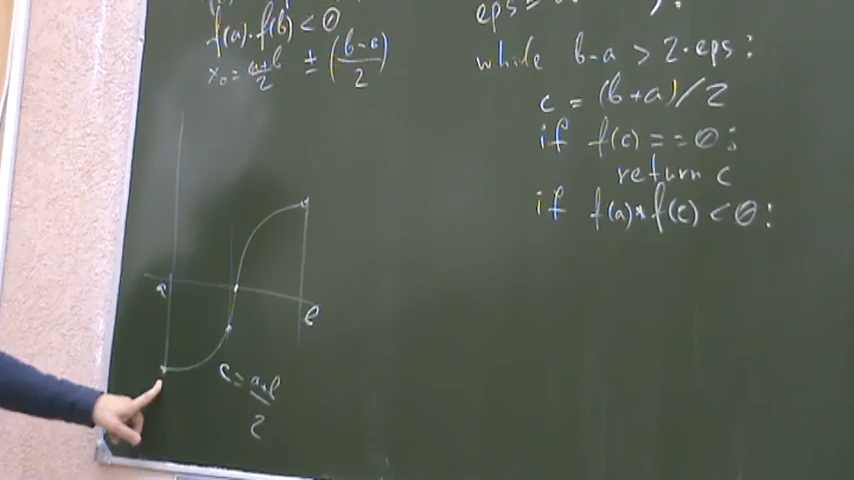 f(a)·f(b) < 0
x₀ = (a+b)/2 ± ((b-a)/2)
eps =
while b-a > 2·eps:
c = (b+a)/2
if f(c) == 0:
return c
if f(a)*f(c) < 0:
a
b
c = (a+b)/2